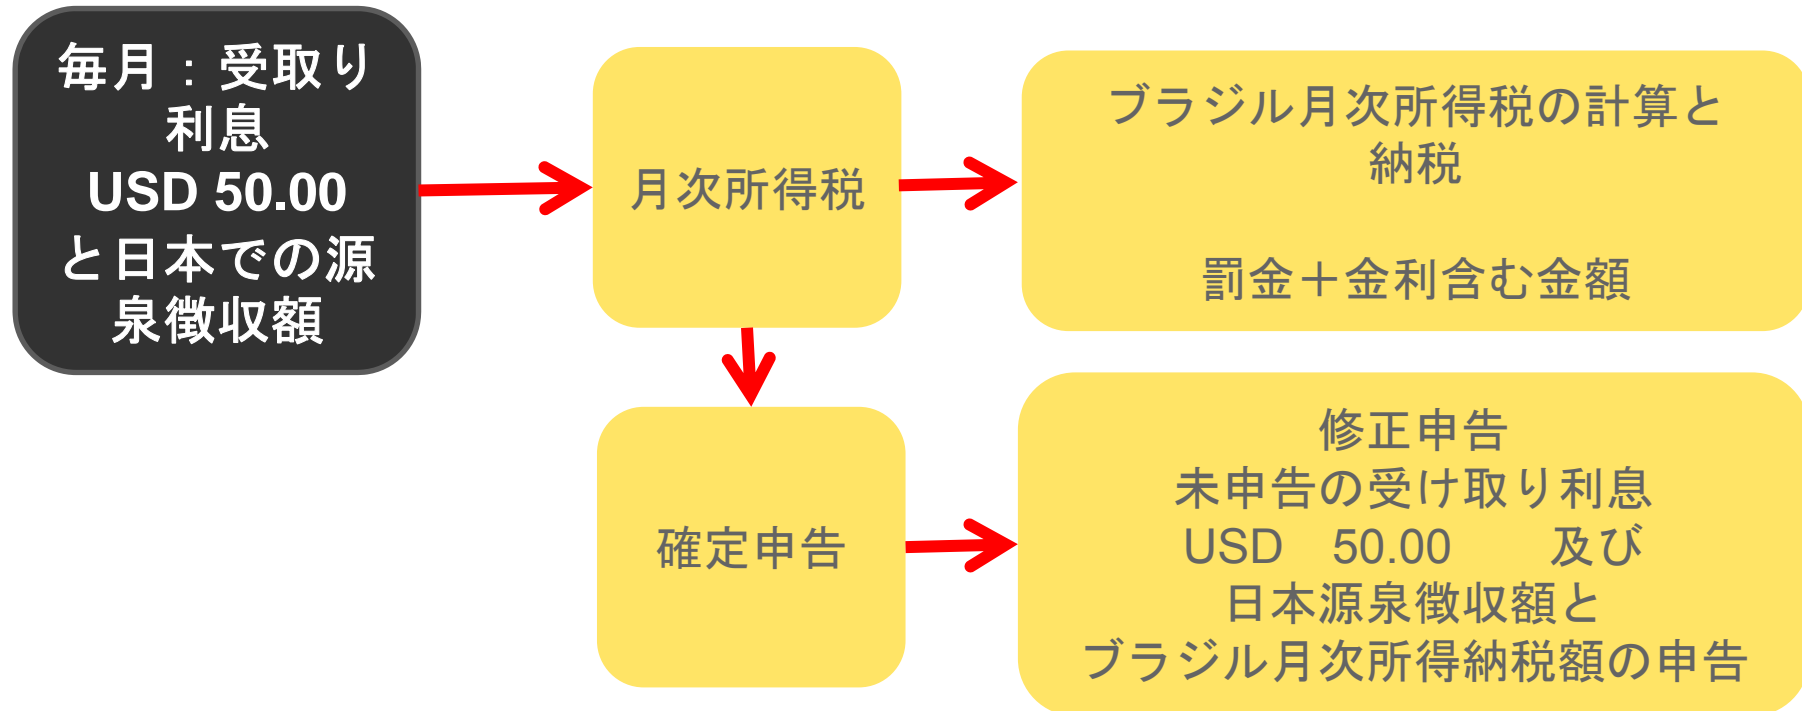 毎月：受取り
利息
USD 50.00
と日本での源
泉徴収額
月次所得税
ブラジル月次所得税の計算と
納税
罰金＋金利含む金額
確定申告
修正申告
未申告の受け取り利息
USD　50.00　　及び
日本源泉徴収額と
ブラジル月次所得納税額の申告